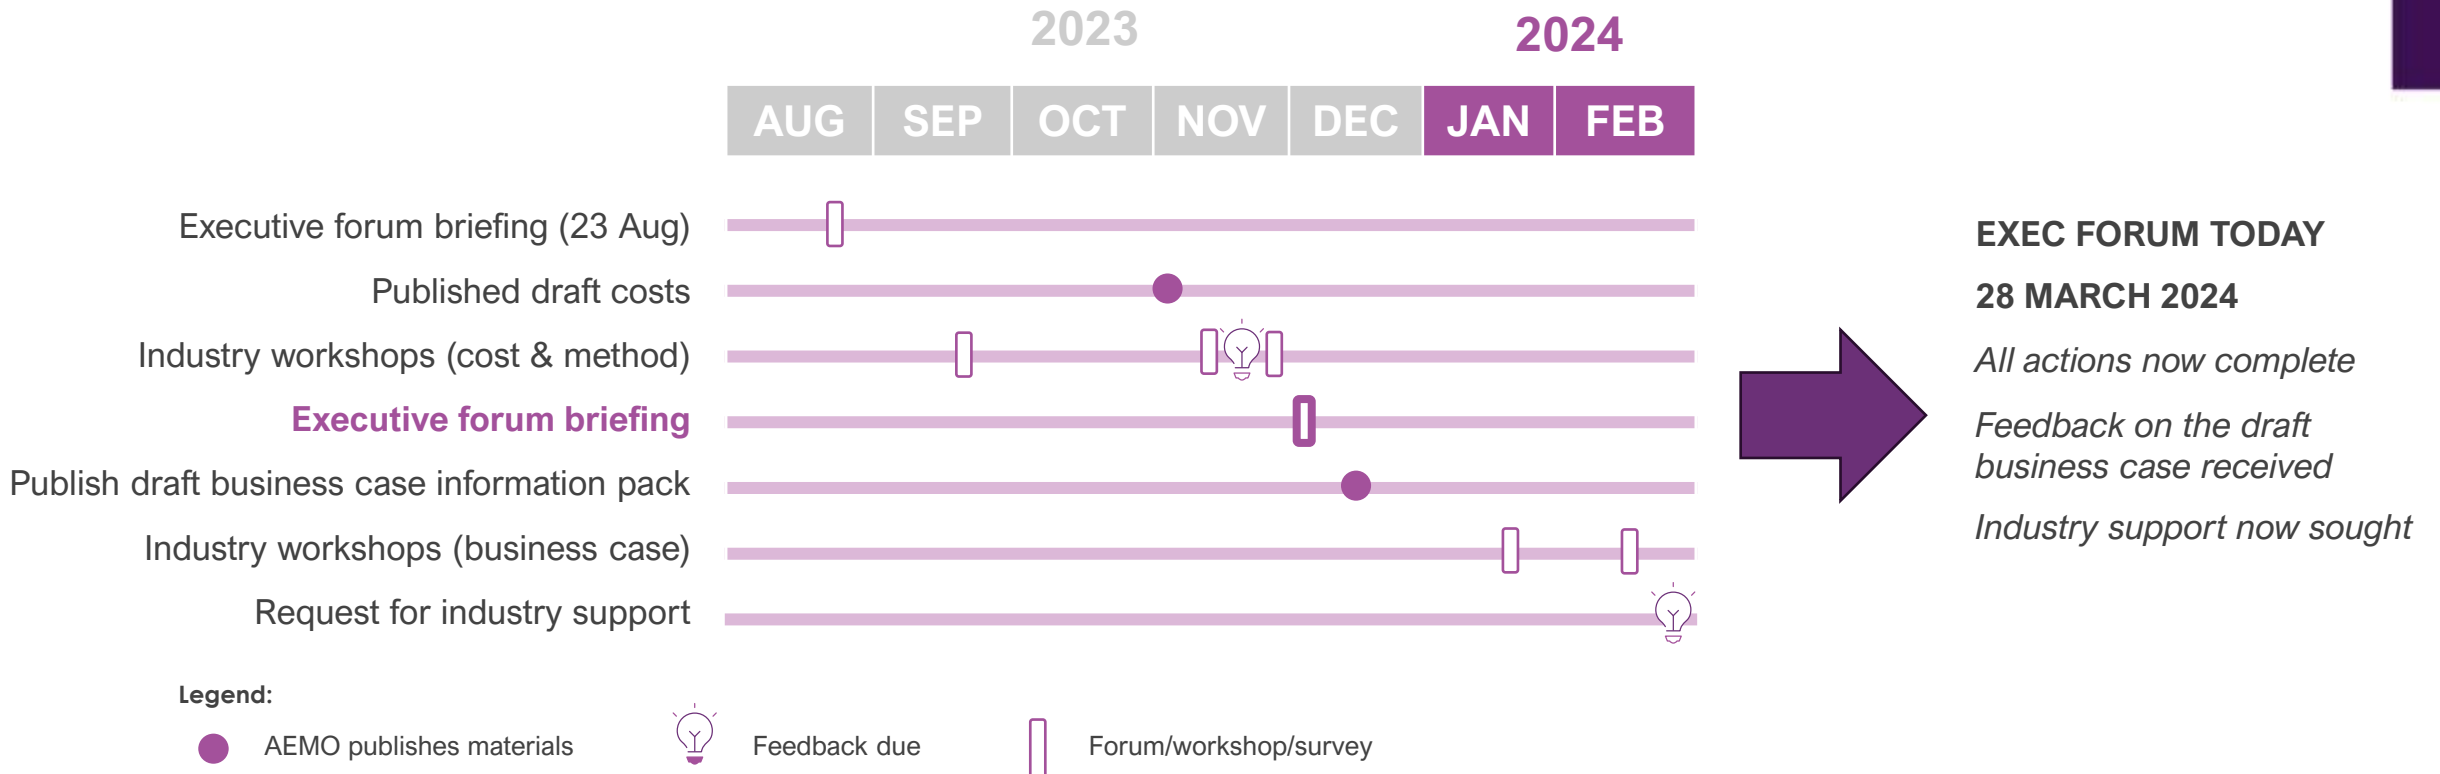 2023
2024
AUG SEP OCT NOV DEC JAN FEB
Executive forum briefing (23 Aug)
Published draft costs
Industry workshops (cost & method)
Executive forum briefing
Publish draft business case information pack
Industry workshops (business case)
Request for industry support
EXEC FORUM TODAY
28 MARCH 2024
All actions now complete
Feedback on the draft
business case received
Industry support now sought
Legend:
AEMO publishes materials
Feedback due
Forum/workshop/survey